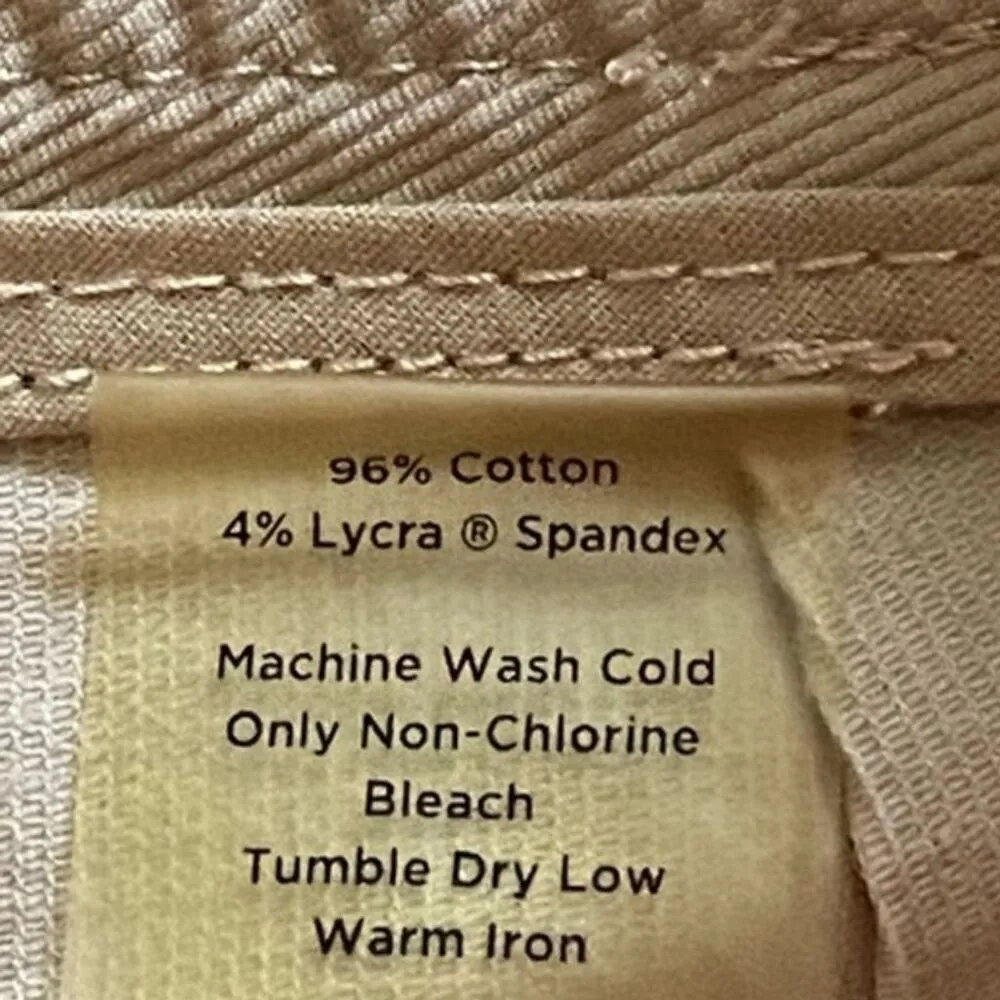 96% Cotton
4% Lycra ® Spandex
Machine Wash Cold
Only Non-Chlorine
Bleach
Tumble Dry Low
Warm Iron